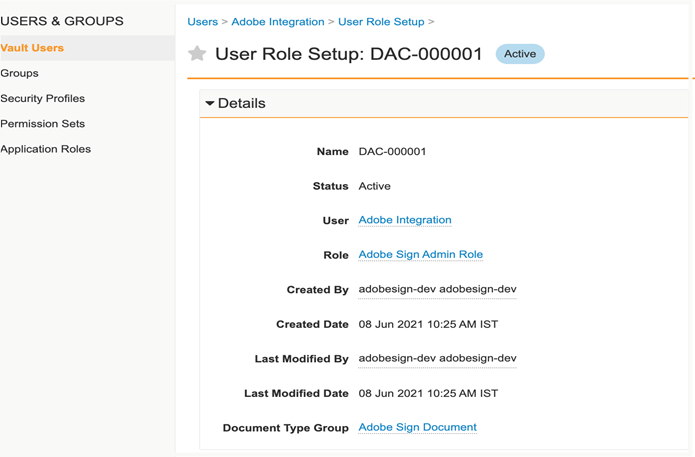 USERS & GROUPS
Vault Users
Groups
Security Profiles
Permission Sets
Application Roles
Users > Adobe Integration > User Role Setup >
User Role Setup: DAC-000001 Active
Details
Name DAC-000001
Status Active
User Adobe Integration
Role Adobe Sign Admin Role
Created By adobesign-dev adobesign-dev
Created Date 08 Jun 2021 10:25 AM IST
Last Modified By adobesign-dev adobesign-dev
Last Modified Date 08 Jun 2021 10:25 AM IST
Document Type Group Adobe Sign Document